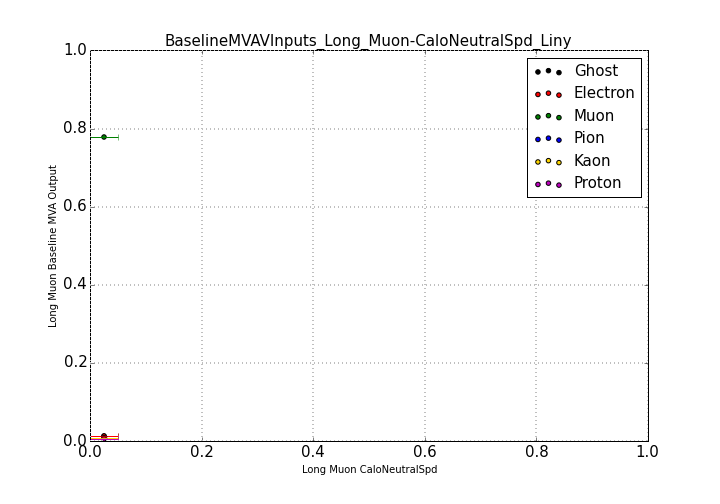 BaselineMVAVInputs_Long_Muon-CaloNeutralSpd_Liny
1.0
0.8
0.6
0.4
0.2
0.0
Long Muon Baseline MVA Output
Ghost
Electron
Muon
Pion
Kaon
Proton
0.0 0.2 0.4 0.6 0.8 1.0
Long Muon CaloNeutralSpd